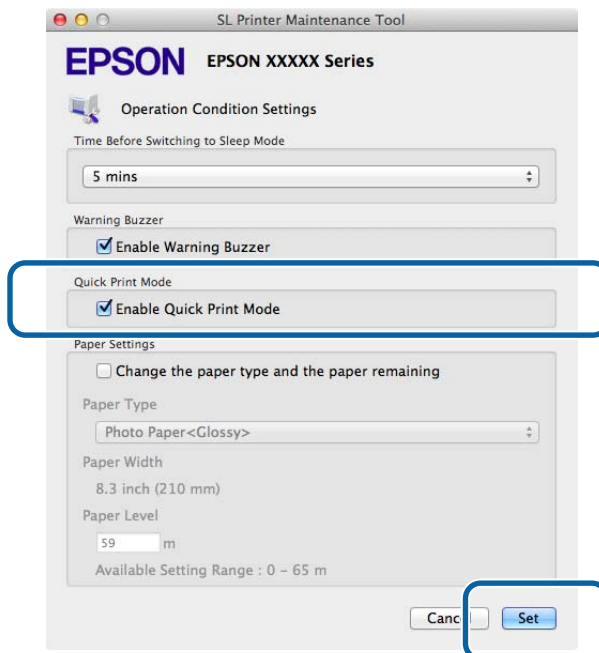 SL Printer Maintenance Tool
EPSON EPSON XXXXX Series
Operation Condition Settings
Time Before Switching to Sleep Mode
5 mins
Warning Buzzer
Enable Warning Buzzer
Quick Print Mode
Enable Quick Print Mode
Paper Settings
Change the paper type and the paper remaining
Paper Type
Photo Paper<Glossy>
Paper Width
8.3 inch (210 mm)
Paper Level
59 m
Available Setting Range : 0 – 65 m
Cancel Set